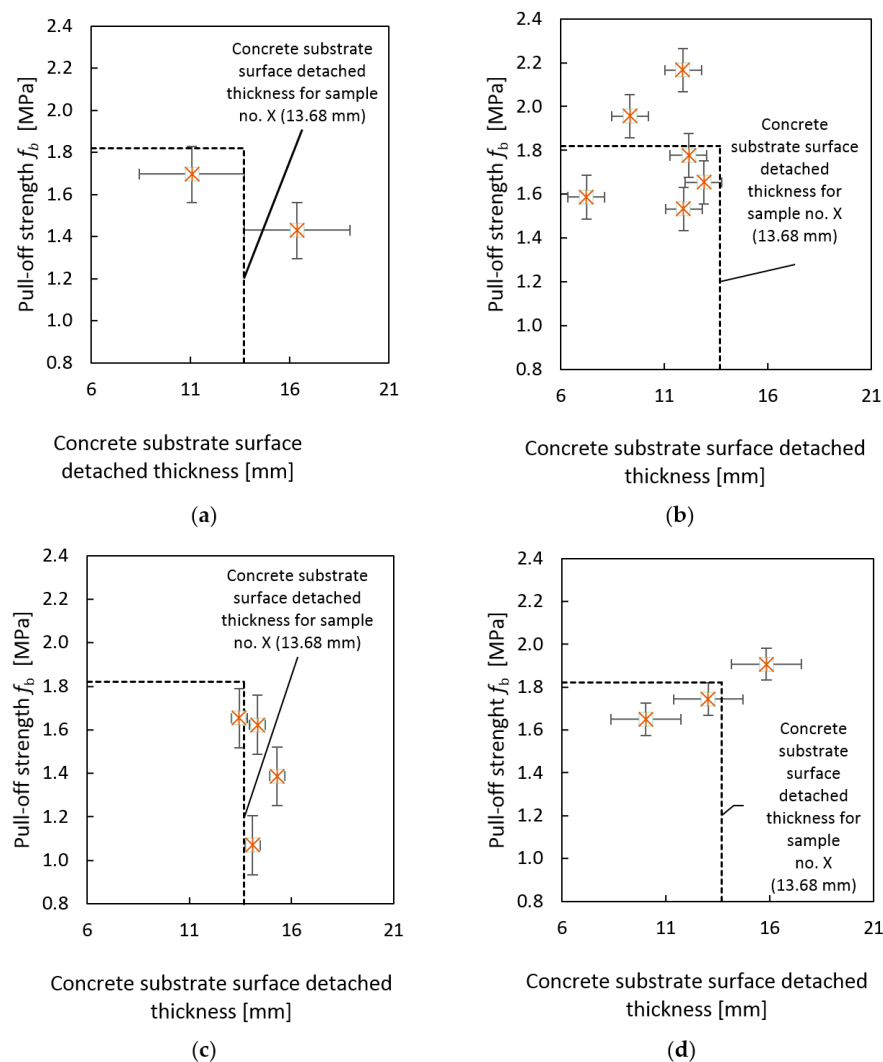 2.4
2.2
2.0
1.8
1.6
1.4
1.2
1.0
0.8
Pull-off strength fb [MPa]
Concrete substrate
surface detached
thickness for sample
no. X (13.68 mm)
6
11
16
21
Concrete substrate surface
detached thickness [mm]
(a)
2.4
2.2
2.0
1.8
1.6
1.4
1.2
1.0
0.8
Pull-off strength fb [MPa]
Concrete
substrate surface
detached
thickness for
sample no. X
(13.68 mm)
6
11
16
21
Concrete substrate surface detached
thickness [mm]
(b)
2.4
2.2
2.0
1.8
1.6
1.4
1.2
1.0
0.8
Pull-off strength fb [MPa]
Concrete substrate
surface detached
thickness for sample
no. X (13.68 mm)
6
11
16
21
Concrete substrate surface detached
thickness [mm]
(c)
2.4
2.2
2.0
1.8
1.6
1.4
1.2
1.0
0.8
Pull-off strenght fb [MPa]
Concrete
substrate
surface
detached
thickness for
sample
no. X
(13.68 mm)
6
11
16
21
Concrete substrate surface detached
thickness [mm]
(d)